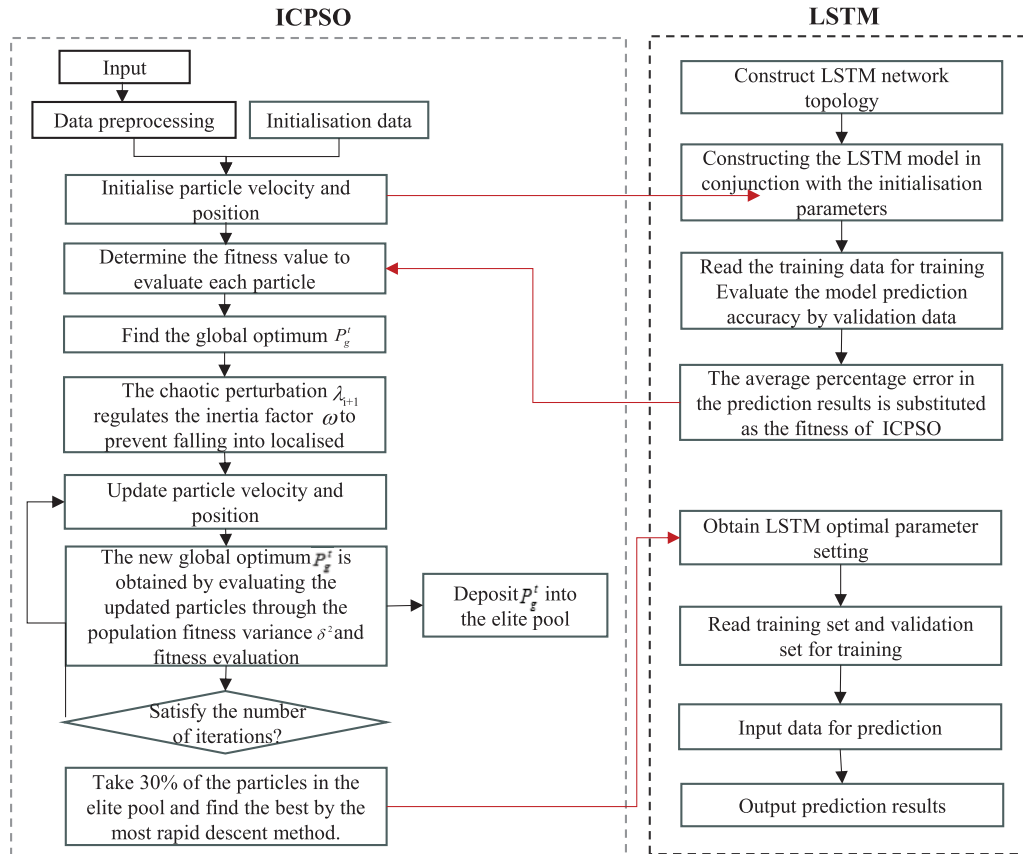 ICPSO
Input
Data preprocessing
Initialisation data
Initialise particle velocity and
position
Determine the fitness value to
evaluate each particle
Find the global optimum P_g^t
The chaotic perturbation λ_{i+1}
regulates the inertia factor ω to
prevent falling into localised
Update particle velocity and
position
The new global optimum P_g^t is
obtained by evaluating the
updated particles through the
population fitness variance δ² and
fitness evaluation
Deposit P_g^t into
the elite pool
Satisfy the number
of iterations?
Take 30% of the particles in the
elite pool and find the best by the
most rapid descent method.
LSTM
Construct LSTM network
topology
Constructing the LSTM model in
conjunction with the initialisation
parameters
Read the training data for training
Evaluate the model prediction
accuracy by validation data
The average percentage error in
the prediction results is substituted
as the fitness of ICPSO
Obtain LSTM optimal parameter
setting
Read training set and validation
set for training
Input data for prediction
Output prediction results